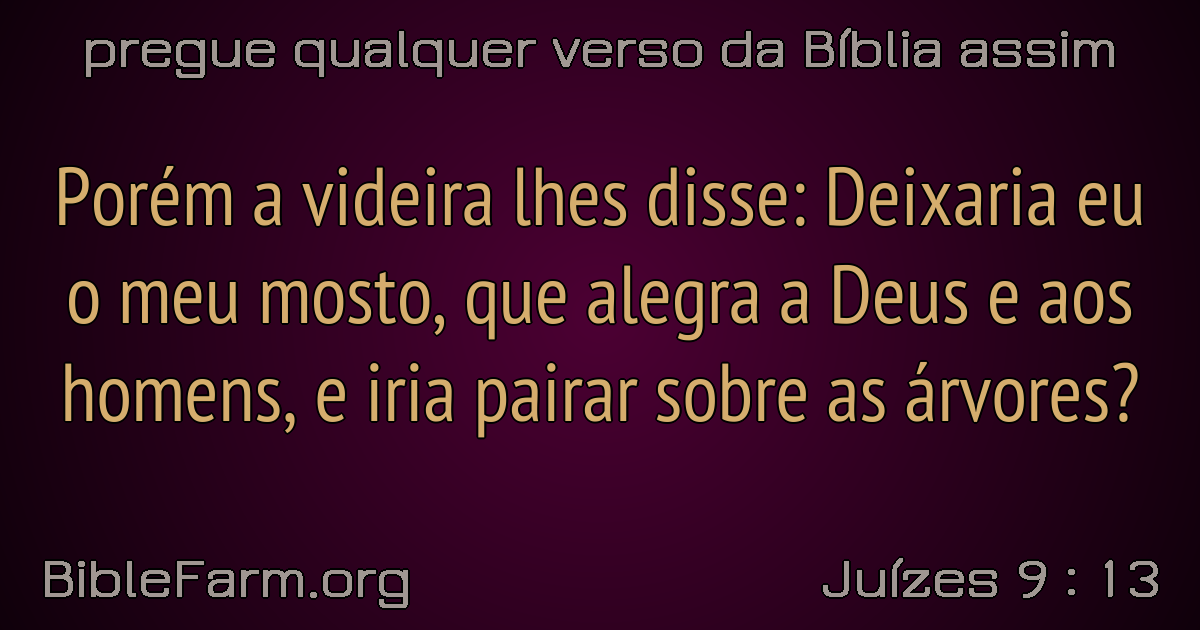 pregue qualquer verso da Bíblia assim
Porém a videira lhes disse: Deixaria eu
o meu mosto, que alegra a Deus e aos
homens, e iria pairar sobre as árvores?
BibleFarm.org
Juízes 9 : 13